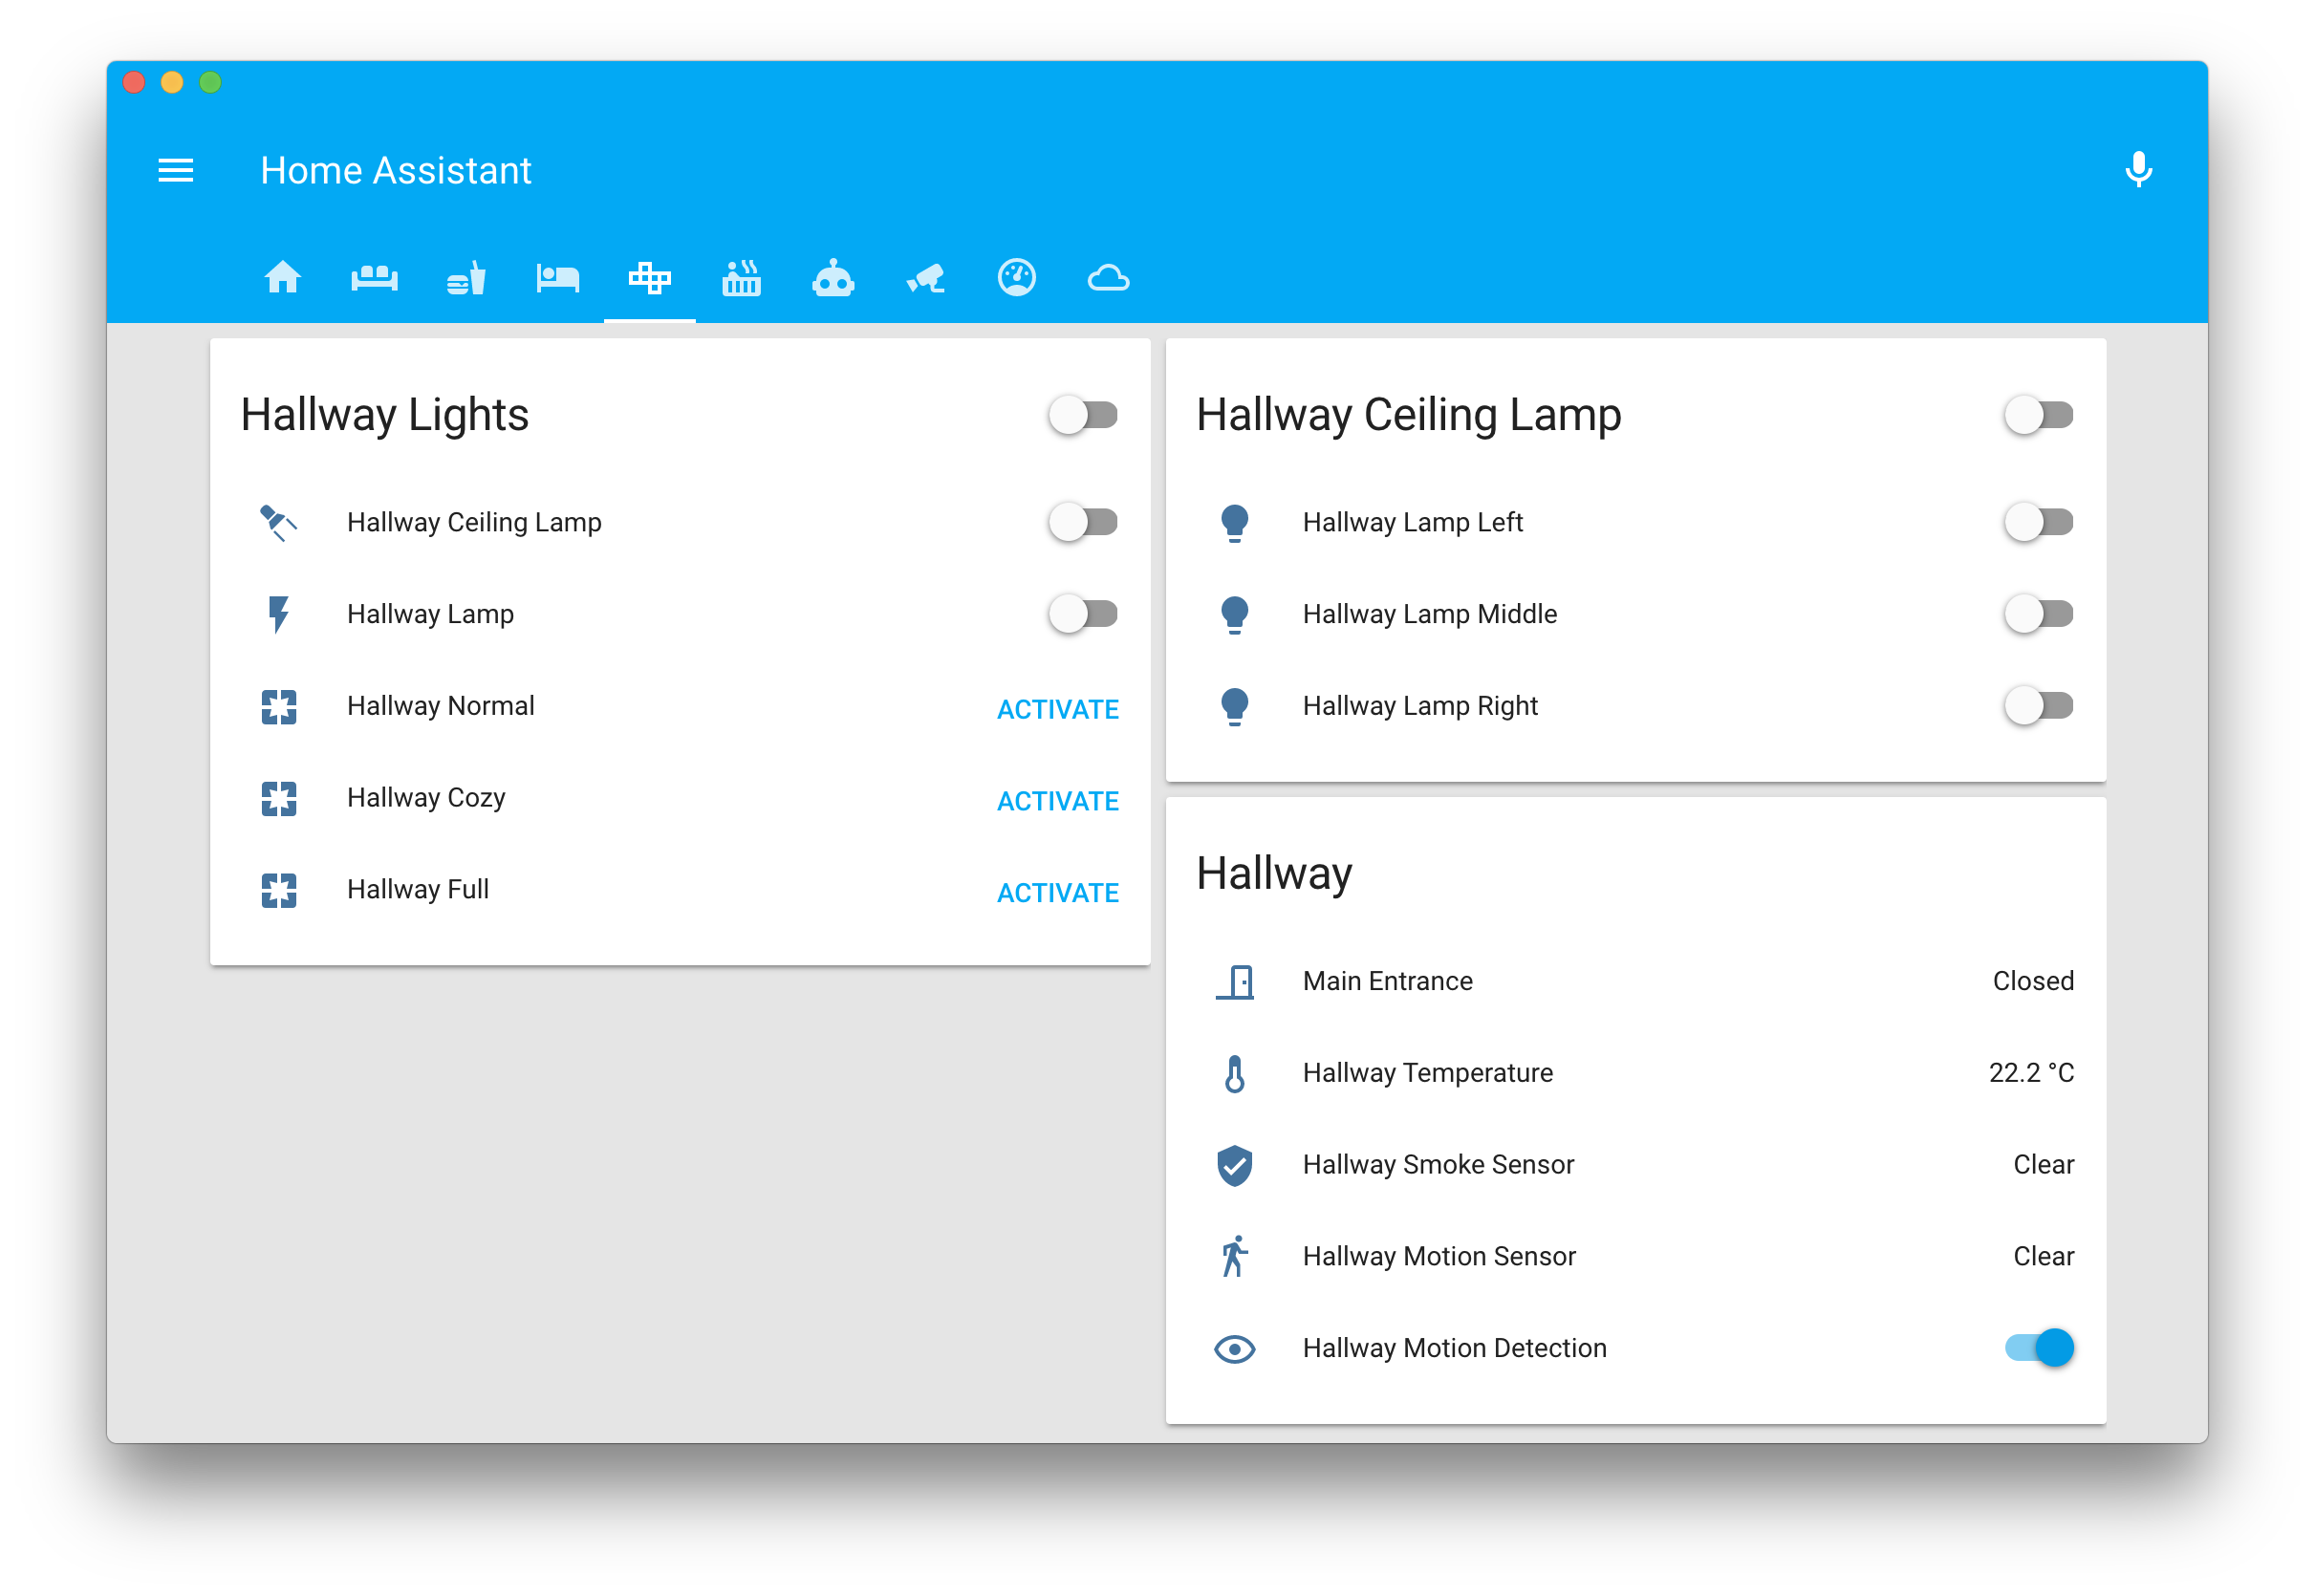 Home Assistant
Hallway Lights
Hallway Ceiling Lamp
Hallway Lamp
Hallway Normal ACTIVATE
Hallway Cozy ACTIVATE
Hallway Full ACTIVATE
Hallway Ceiling Lamp
Hallway Lamp Left
Hallway Lamp Middle
Hallway Lamp Right
Hallway
Main Entrance Closed
Hallway Temperature 22.2 °C
Hallway Smoke Sensor Clear
Hallway Motion Sensor Clear
Hallway Motion Detection